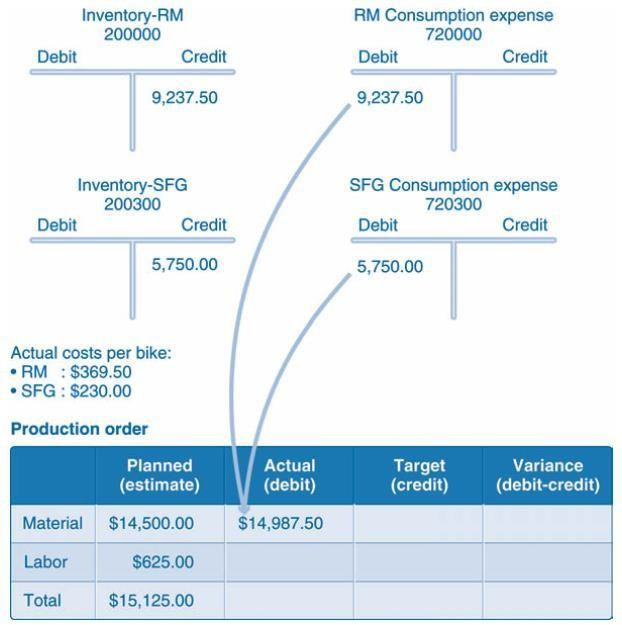 Inventory-RM
200000
Debit Credit
9,237.50
RM Consumption expense
720000
Debit Credit
9,237.50
Inventory-SFG
200300
Debit Credit
5,750.00
SFG Consumption expense
720300
Debit Credit
5,750.00
Actual costs per bike:
• RM : $369.50
• SFG : $230.00
Production order
Planned (estimate) Actual (debit) Target (credit) Variance (debit-credit)
Material $14,500.00 $14,987.50
Labor $625.00
Total $15,125.00